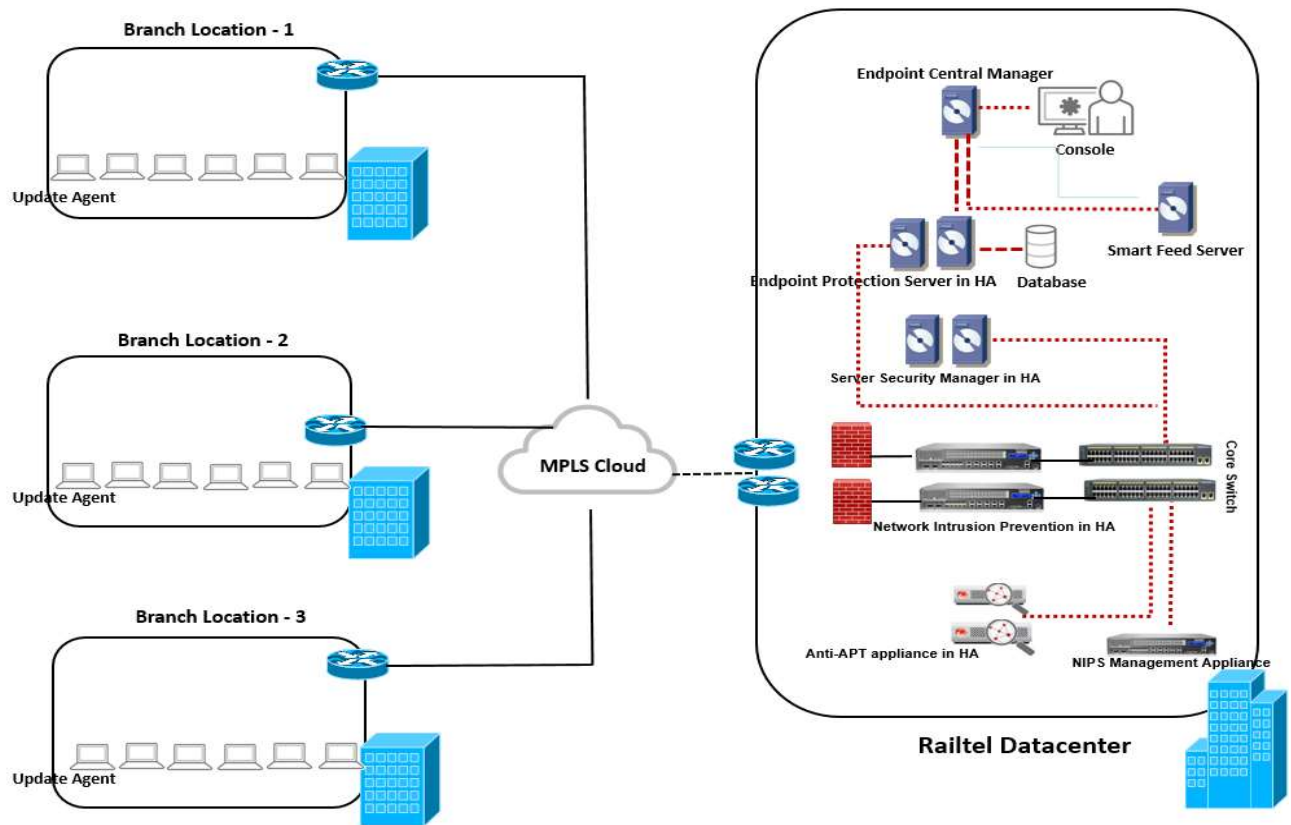 Branch Location - 1
Update Agent
Branch Location - 2
Update Agent
Branch Location - 3
Update Agent
MPLS Cloud
Endpoint Central Manager
Console
Smart Feed Server
Endpoint Protection Server in HA
Database
Server Security Manager in HA
Core Switch
Network Intrusion Prevention in HA
Anti-APT appliance in HA
NIPS Management Appliance
Railtel Datacenter